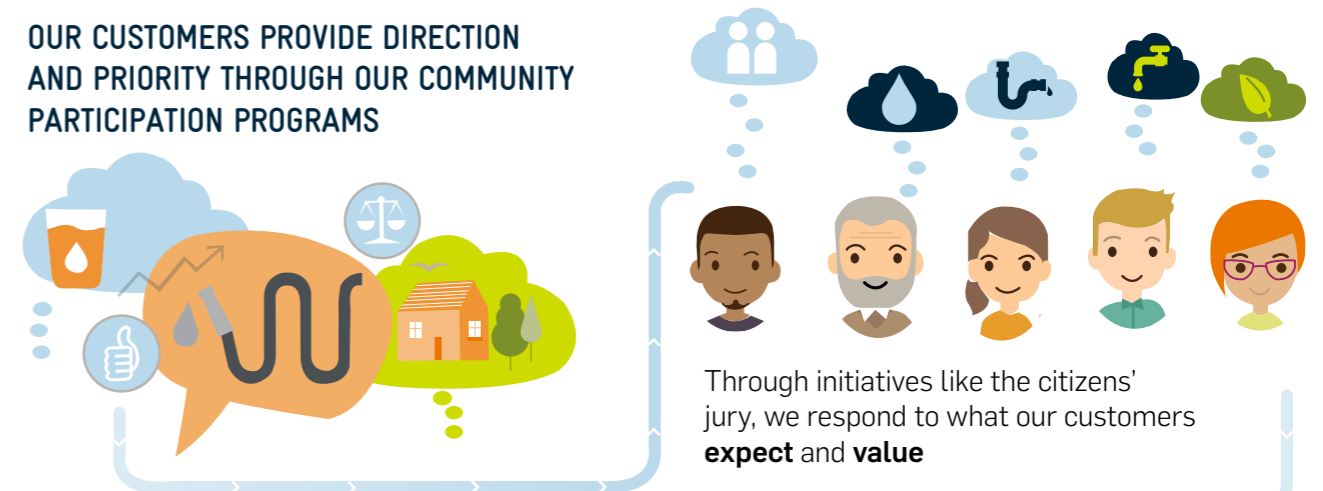 OUR CUSTOMERS PROVIDE DIRECTION
AND PRIORITY THROUGH OUR COMMUNITY
PARTICIPATION PROGRAMS
Through initiatives like the citizens’
jury, we respond to what our customers
expect and value